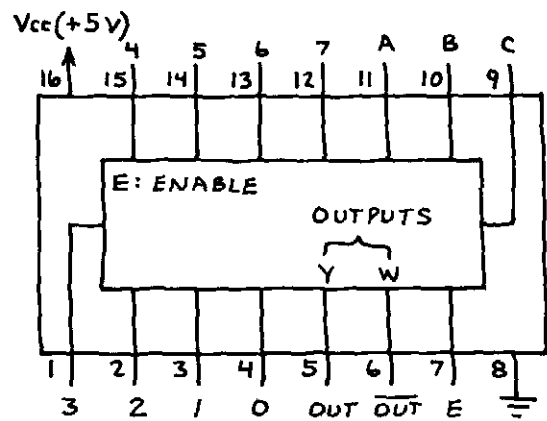 Vcc(+5V)
4 5 6 7 A B C
16 15 14 13 12 11 10 9
E: ENABLE
OUTPUTS
Y W
1 2 3 4 5 6 7 8
3 2 1 0 OUT OUT E